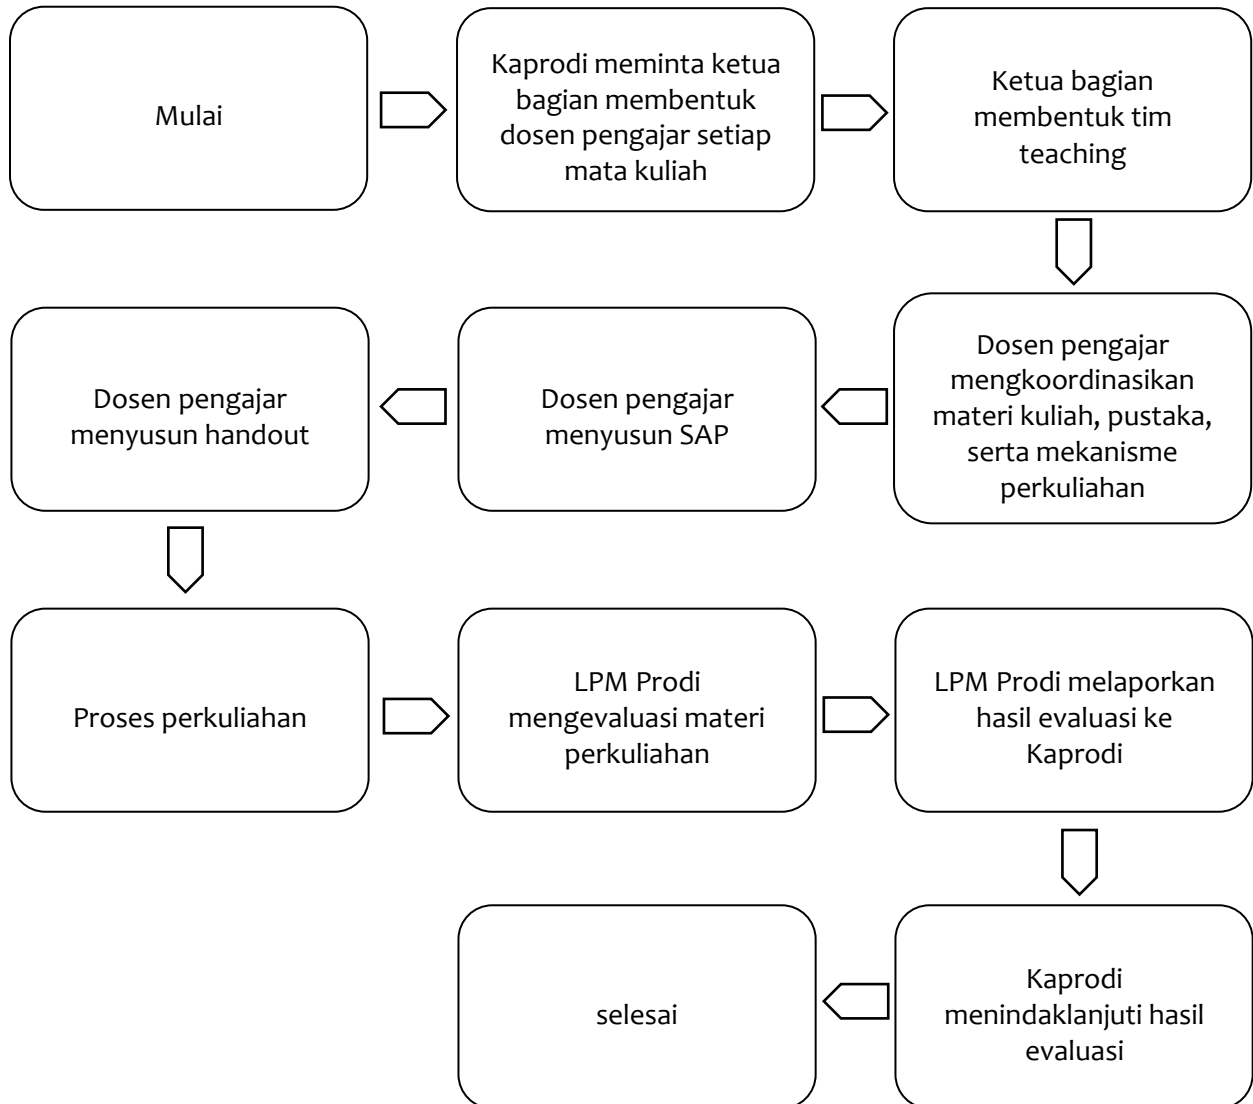 Mulai
Kaprodi meminta ketua
bagian membentuk
dosen pengajar setiap
mata kuliah
Ketua bagian
membentuk tim
teaching
Dosen pengajar
mengkoordinasikan
materi kuliah, pustaka,
serta mekanisme
perkuliahan
Dosen pengajar
menyusun SAP
Dosen pengajar
menyusun handout
Proses perkuliahan
LPM Prodi
mengevaluasi materi
perkuliahan
LPM Prodi melaporkan
hasil evaluasi ke
Kaprodi
Kaprodi
menindaklanjuti hasil
evaluasi
selesai